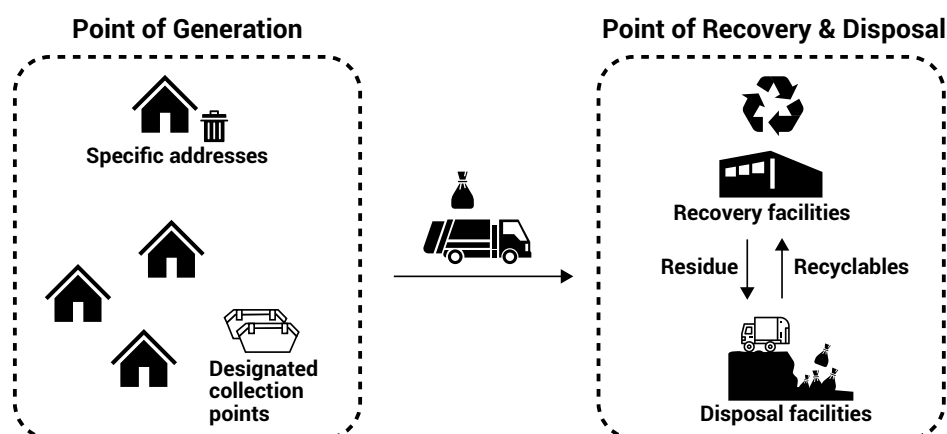 Point of Generation
Specific addresses
Designated
collection
points
Point of Recovery & Disposal
Recovery facilities
Residue
Recyclables
Disposal facilities